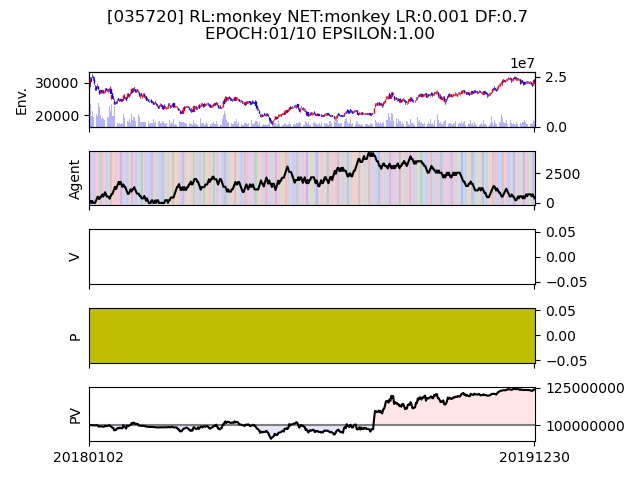 [035720] RL:monkey NET:monkey LR:0.001 DF:0.7
EPOCH:01/10 EPSILON:1.00
1e7
Env.
30000
20000
2.5
0.0
Agent
2500
0
V
0.05
0.00
−0.05
P
0.05
0.00
−0.05
PV
125000000
100000000
20180102
20191230